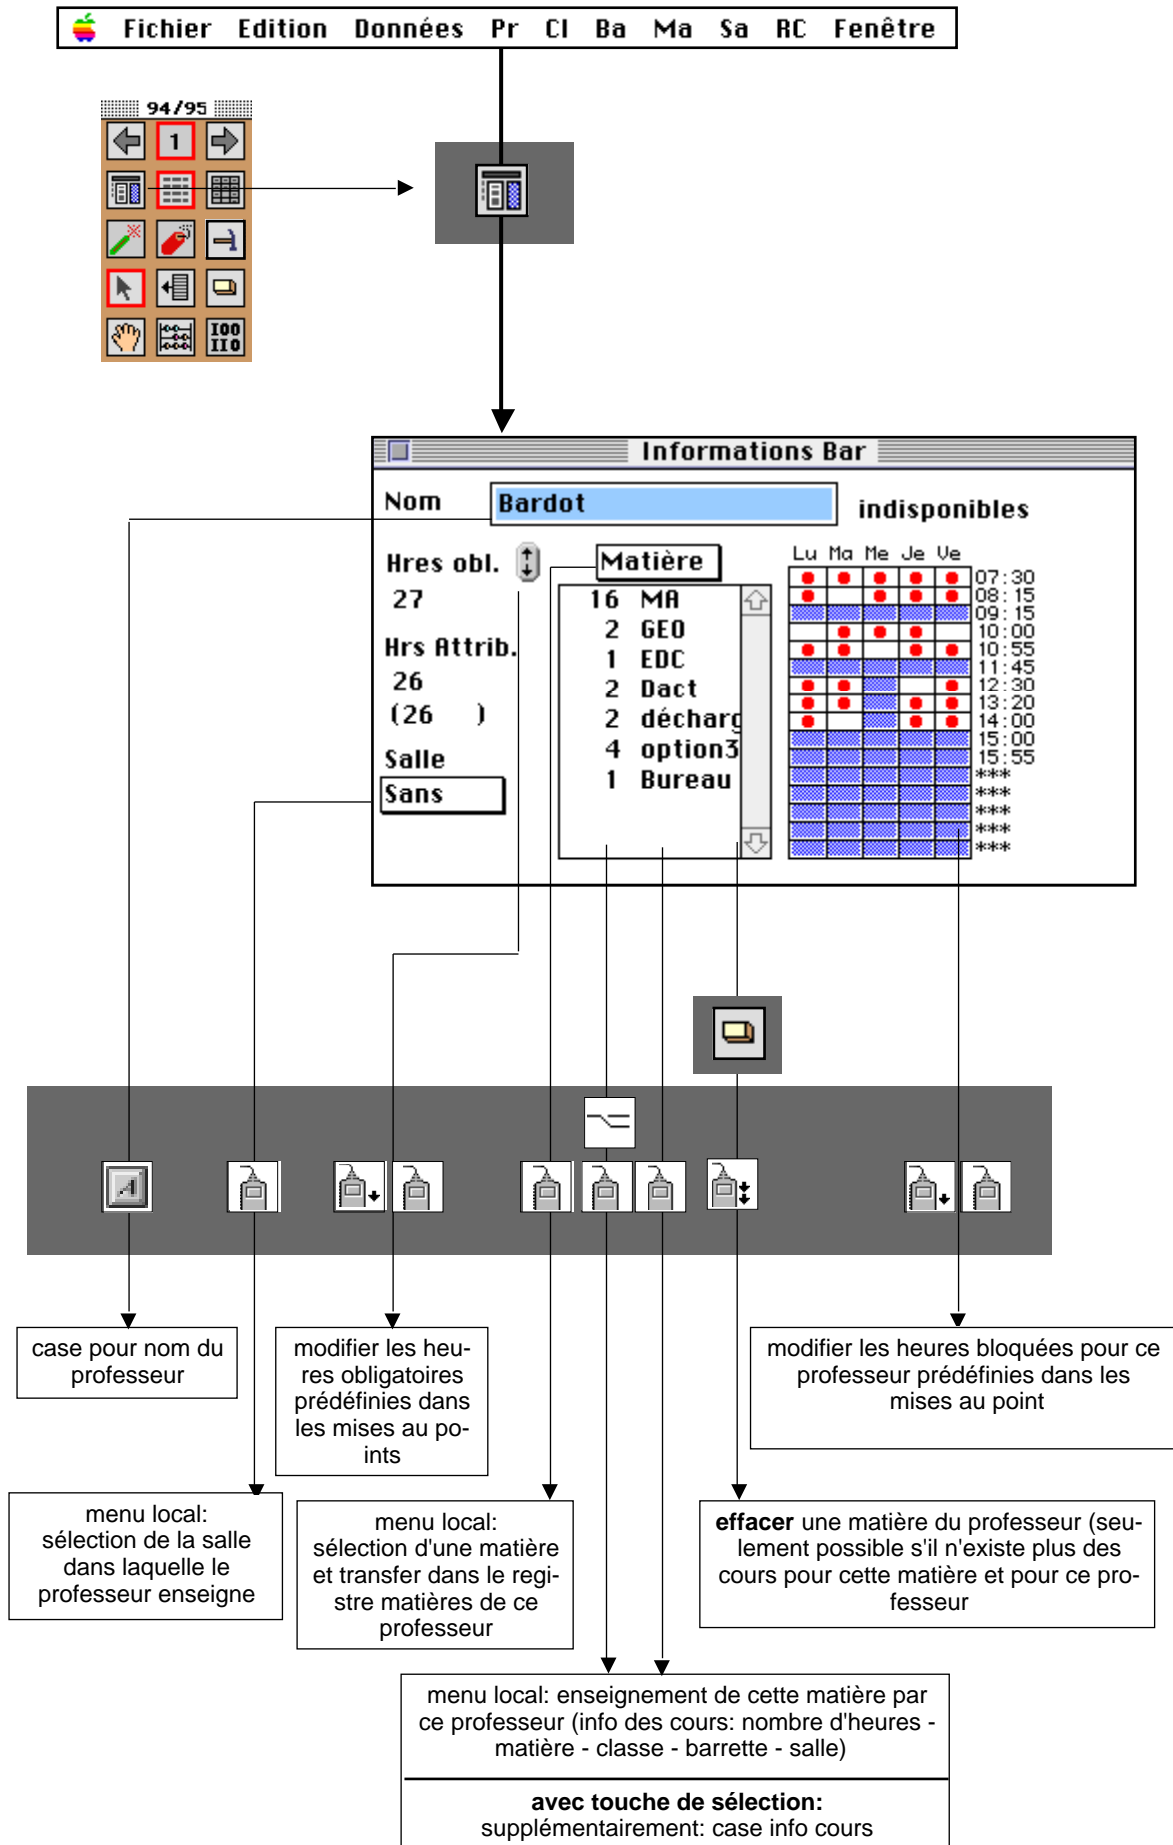 Fichier Edition Données Pr Cl Ba Ma Sa RC Fenêtre
94/95
1
I00
II0
Informations Bar
Nom Bardot indisponibles
Hres obl.
27
Hrs Attrib.
26
(26 )
Salle
Sans
Matière
16 MA
2 GEO
1 EDC
2 Dact
2 décharg
4 option3
1 Bureau
Lu Ma Me Je Ve
07:30
08:15
09:15
10:00
10:55
11:45
12:30
13:20
14:00
15:00
15:55
***
***
***
***
***
A
case pour nom du
professeur
modifier les heu-
res obligatoires
prédéfinies dans
les mises au po-
ints
modifier les heures bloquées pour ce
professeur prédéfinies dans les
mises au point
menu local:
sélection de la salle
dans laquelle le
professeur enseigne
menu local:
sélection d'une matière
et transfer dans le regi-
stre matières de ce
professeur
effacer une matière du professeur (seu-
lement possible s'il n'existe plus des
cours pour cette matière et pour ce pro-
fesseur
menu local: enseignement de cette matière par
ce professeur (info des cours: nombre d'heures -
matière - classe - barrette - salle)
avec touche de sélection:
supplémentairement: case info cours